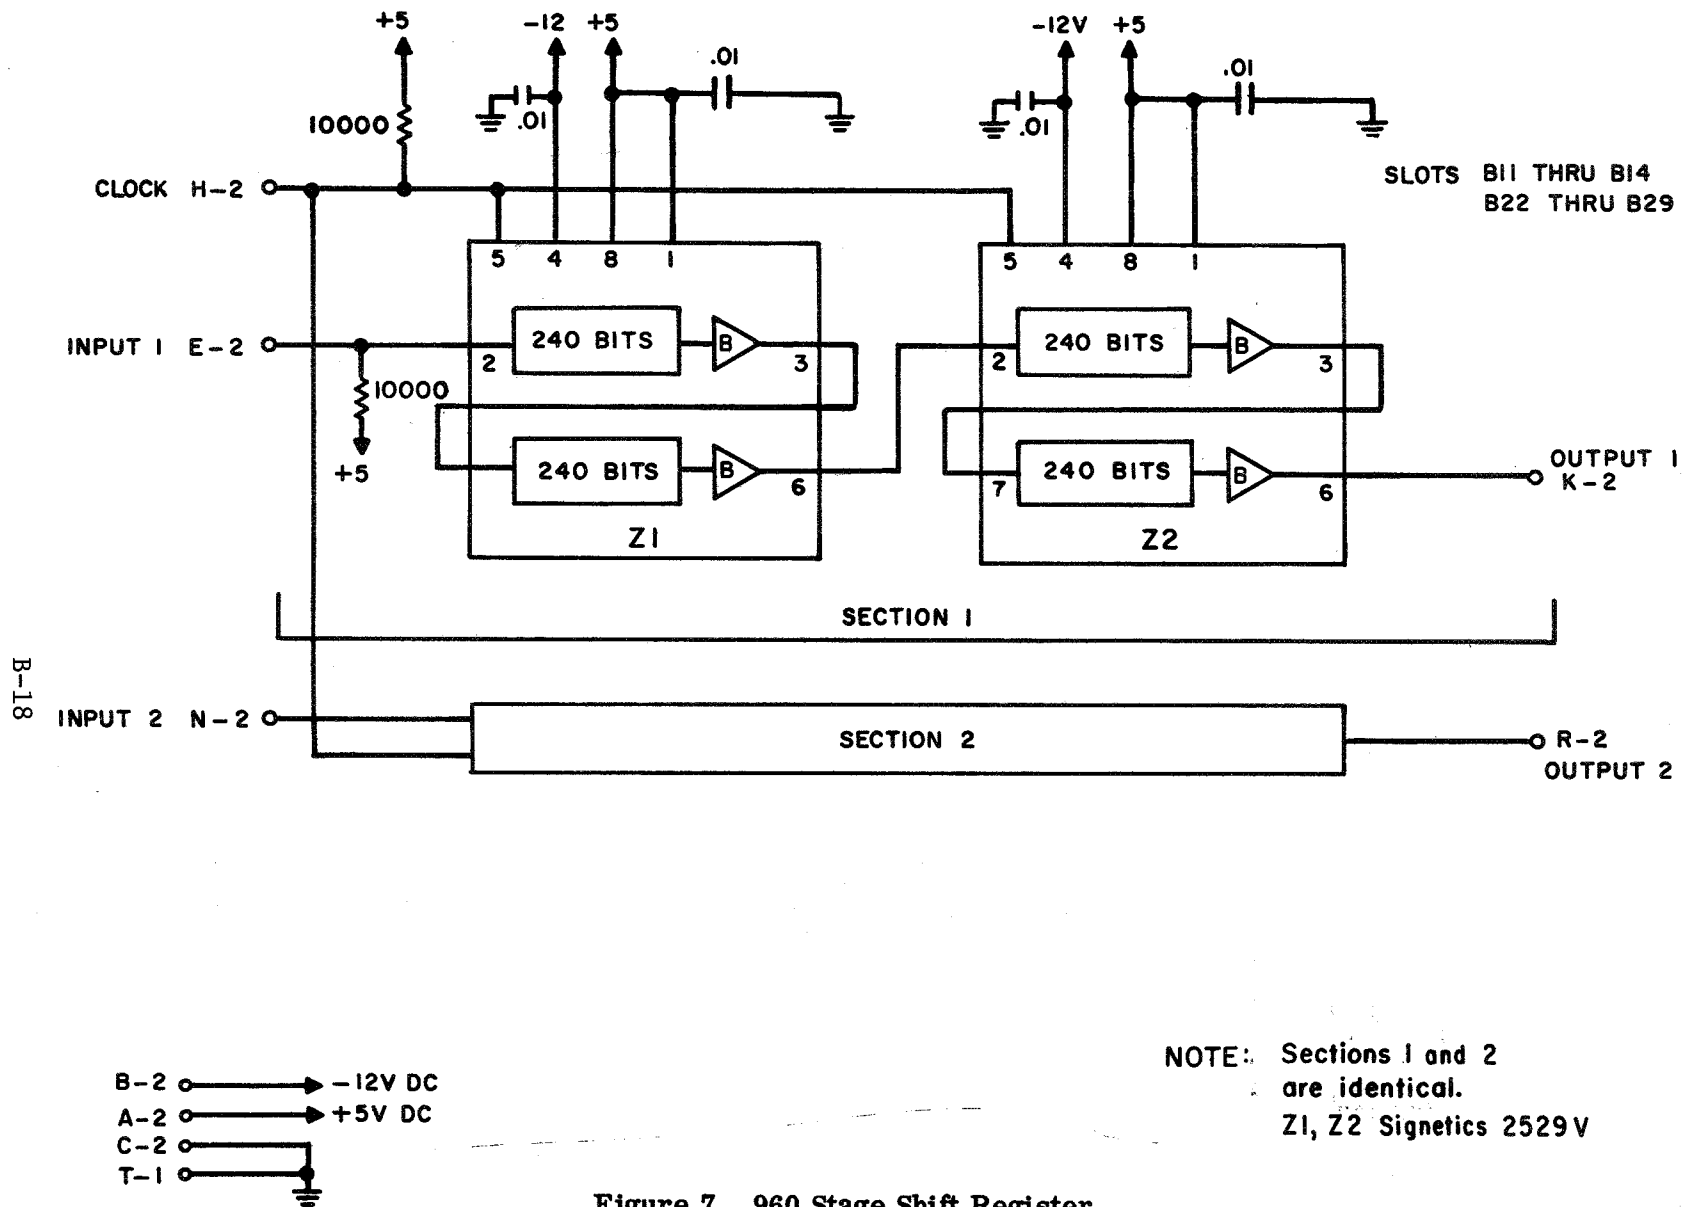 +5
-12 +5
-12V +5
.01
.01
10000
.01
.01
CLOCK H-2
SLOTS B11 THRU B14
B22 THRU B29
5 4 8 1
5 4 8 1
INPUT 1 E-2
2 240 BITS B 3
2 240 BITS B 3
10000
+5
240 BITS B 6
7 240 BITS B 6
OUTPUT 1
K-2
Z1
Z2
SECTION 1
B-18
INPUT 2 N-2
SECTION 2
R-2
OUTPUT 2
NOTE: Sections 1 and 2
are identical.
Z1, Z2 Signetics 2529V
B-2 -12V DC
A-2 +5V DC
C-2
T-1
Figure 7 960 Stage Shift Register